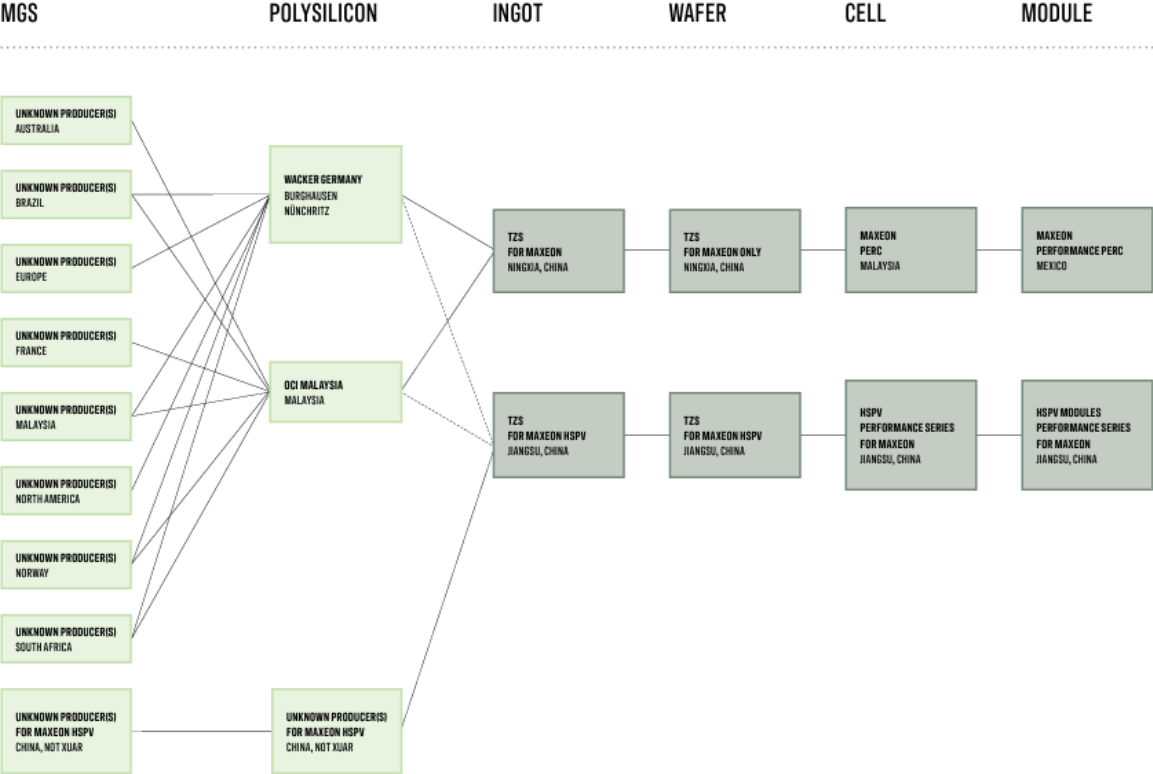 MGS
POLYSILICON
INGOT
WAFER
CELL
MODULE
UNKNOWN PRODUCER(S)
AUSTRALIA
UNKNOWN PRODUCER(S)
BRAZIL
UNKNOWN PRODUCER(S)
EUROPE
UNKNOWN PRODUCER(S)
FRANCE
UNKNOWN PRODUCER(S)
MALAYSIA
UNKNOWN PRODUCER(S)
NORTH AMERICA
UNKNOWN PRODUCER(S)
NORWAY
UNKNOWN PRODUCER(S)
SOUTH AFRICA
UNKNOWN PRODUCER(S)
FOR MAXEON HSPV
CHINA, NOT XUAR
WACKER GERMANY
BURGHAUSEN
NÜNCHRITZ
OCI MALAYSIA
MALAYSIA
UNKNOWN PRODUCER(S)
FOR MAXEON HSPV
CHINA, NOT XUAR
TZS
FOR MAXEON
NINGXIA, CHINA
TZS
FOR MAXEON HSPV
JIANGSU, CHINA
TZS
FOR MAXEON ONLY
NINGXIA, CHINA
TZS
FOR MAXEON HSPV
JIANGSU, CHINA
MAXEON
PERC
MALAYSIA
HSPV
PERFORMANCE SERIES
FOR MAXEON
JIANGSU, CHINA
MAXEON
PERFORMANCE PERC
MEXICO
HSPV MODULES
PERFORMANCE SERIES
FOR MAXEON
JIANGSU, CHINA